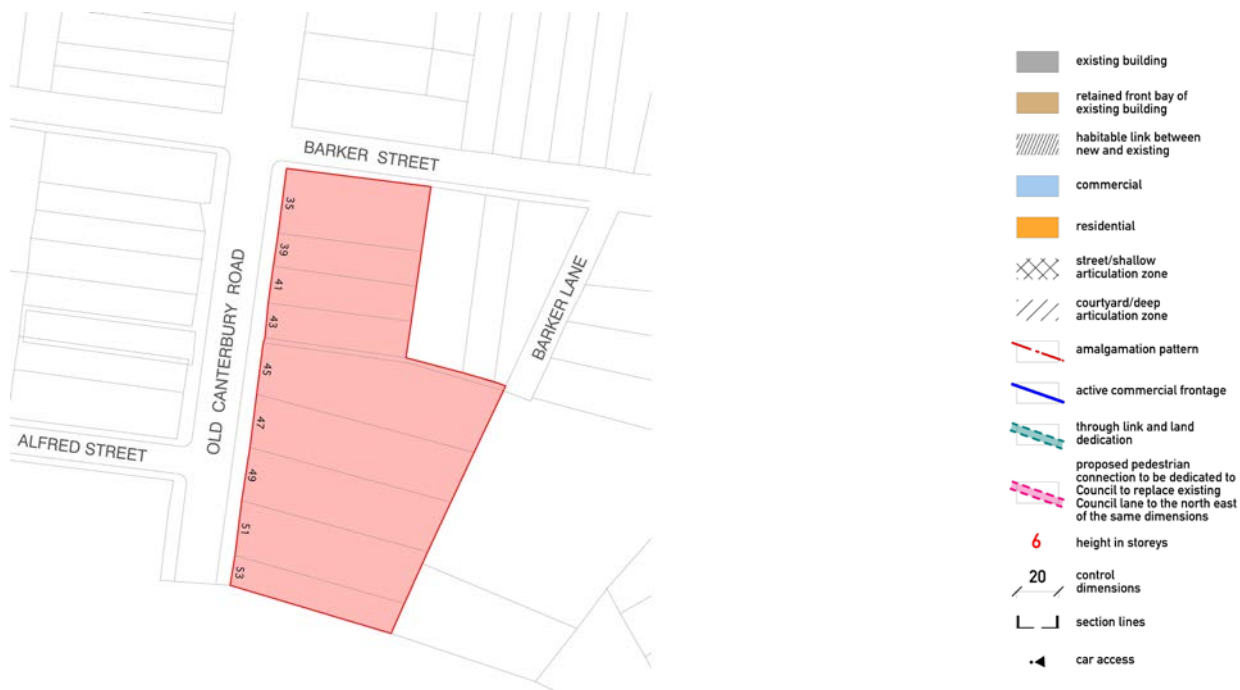 BARKER STREET
35
39
41
43
45
47
49
51
53
OLD CANTERBURY ROAD
BARKER LANE
ALFRED STREET
existing building
retained front bay of
existing building
habitable link between
new and existing
commercial
residential
street/shallow
articulation zone
courtyard/deep
articulation zone
amalgamation pattern
active commercial frontage
through link and land
dedication
proposed pedestrian
connection to be dedicated to
Council to replace existing
Council lane to the north east
of the same dimensions
6 height in storeys
20 control
dimensions
section lines
car access